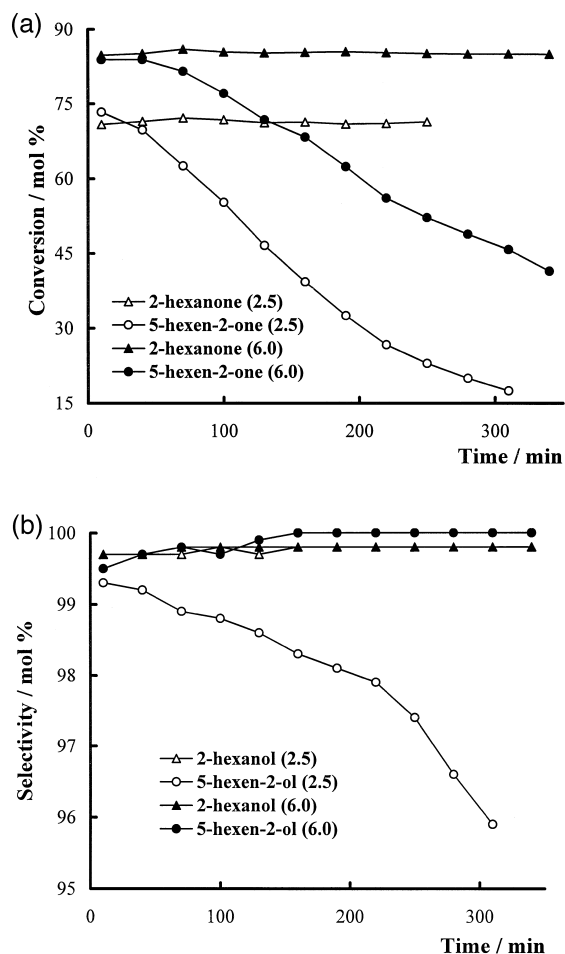 (a)
90
75
60
45
30
15
Conversion / mol %
2-hexanone (2.5)
5-hexen-2-one (2.5)
2-hexanone (6.0)
5-hexen-2-one (6.0)
0 100 200 300
Time / min
(b)
100
99
98
97
96
95
Selectivity / mol %
2-hexanol (2.5)
5-hexen-2-ol (2.5)
2-hexanol (6.0)
5-hexen-2-ol (6.0)
0 100 200 300
Time / min